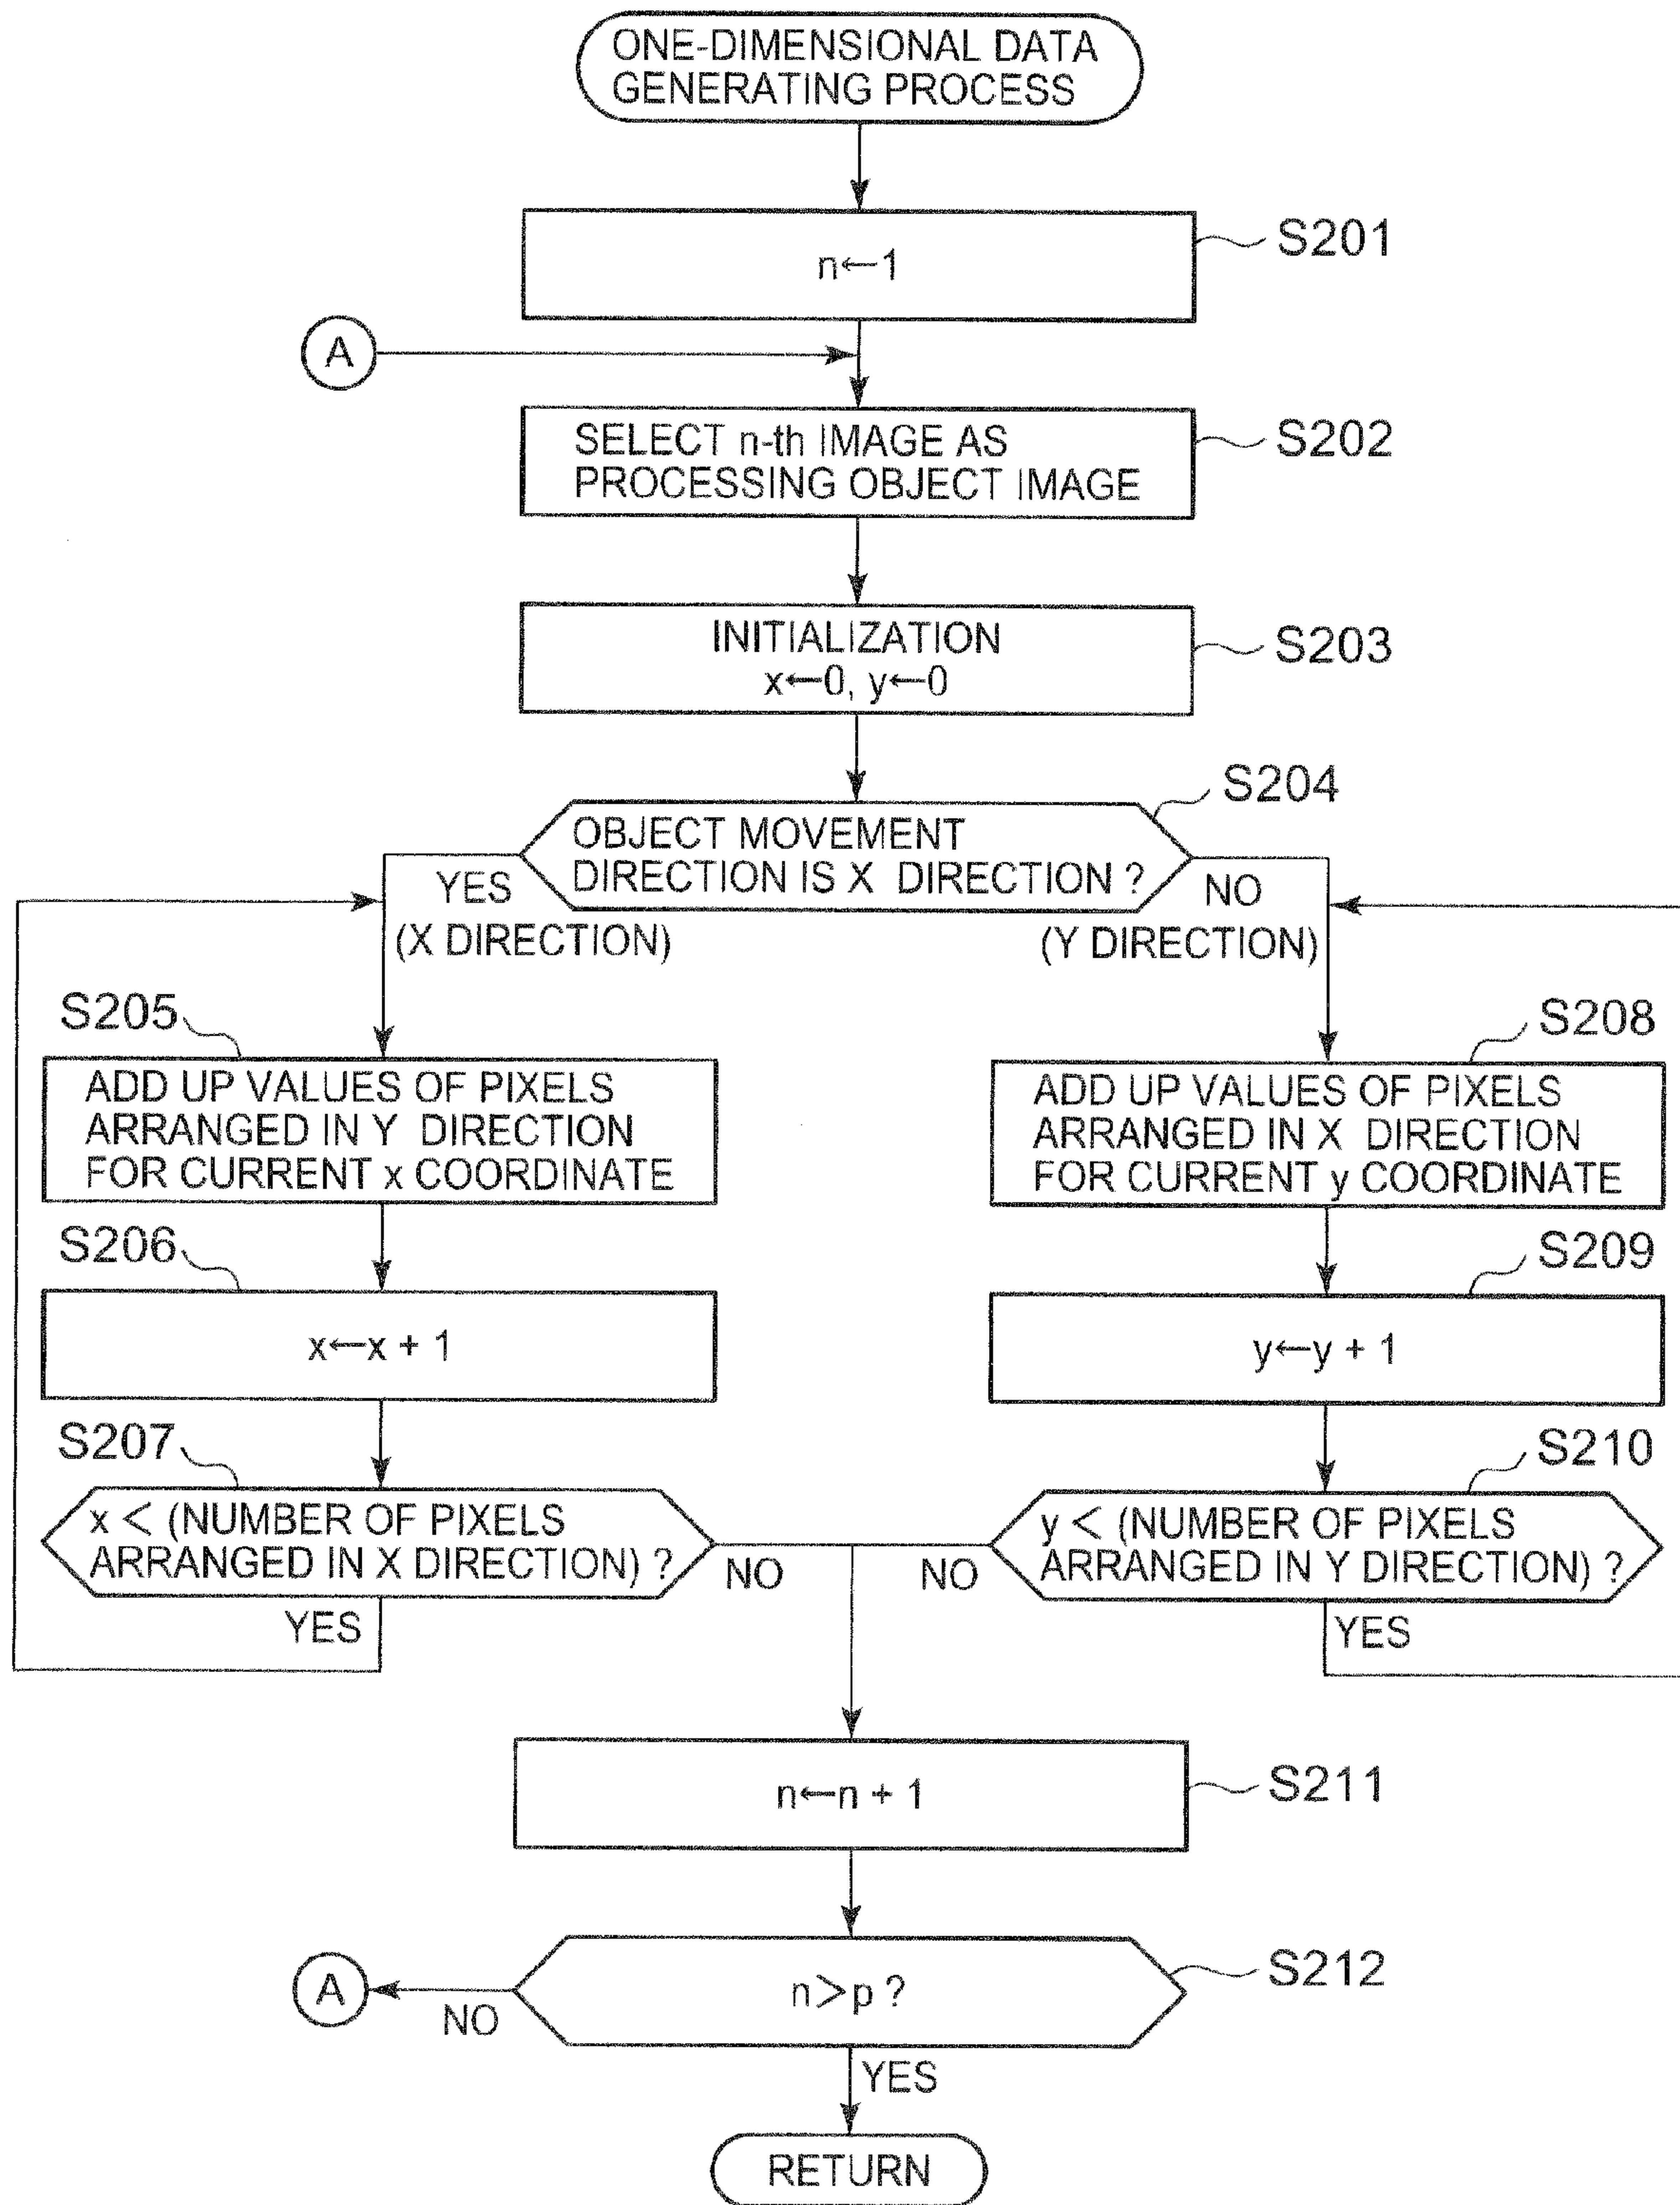 ONE-DIMENSIONAL DATA
GENERATING PROCESS
n←1
S201
A
SELECT n-th IMAGE AS
PROCESSING OBJECT IMAGE
S202
INITIALIZATION
x←0, y←0
S203
S204
OBJECT MOVEMENT
DIRECTION IS X DIRECTION ?
YES
(X DIRECTION)
NO
(Y DIRECTION)
S205
ADD UP VALUES OF PIXELS
ARRANGED IN Y DIRECTION
FOR CURRENT x COORDINATE
S208
ADD UP VALUES OF PIXELS
ARRANGED IN X DIRECTION
FOR CURRENT y COORDINATE
S206
x←x + 1
S209
y←y + 1
S207
x < (NUMBER OF PIXELS
ARRANGED IN X DIRECTION) ?
NO
YES
S210
y < (NUMBER OF PIXELS
ARRANGED IN Y DIRECTION) ?
NO
YES
n←n + 1
S211
n>p ?
S212
A
NO
YES
RETURN